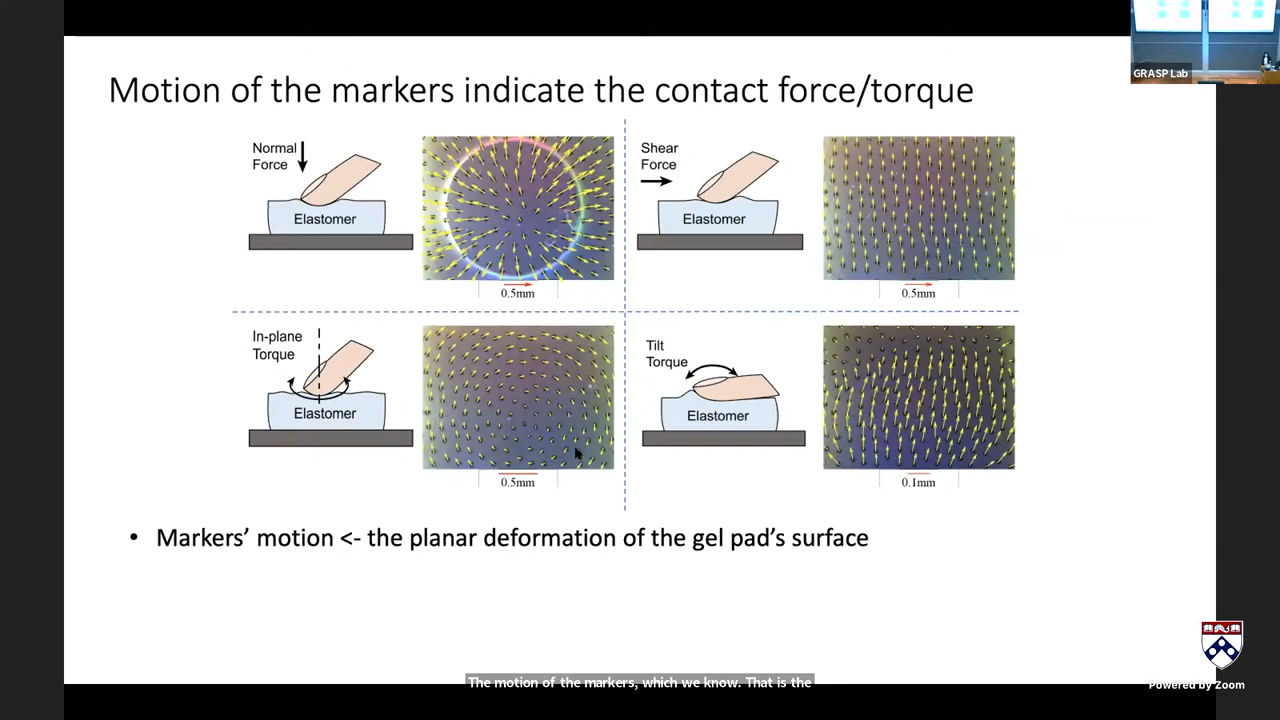 GRASP Lab
Motion of the markers indicate the contact force/torque
Normal
Force
Elastomer
0.5mm
Shear
Force
Elastomer
0.5mm
In-plane
Torque
Elastomer
0.5mm
Tilt
Torque
Elastomer
0.1mm
• Markers’ motion <- the planar deformation of the gel pad’s surface
The motion of the markers, which we know. That is the
Powered by Zoom